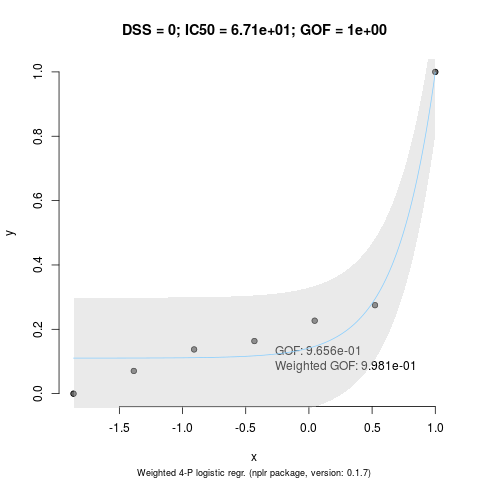 DSS = 0; IC50 = 6.71e+01; GOF = 1e+00
1.0
0.8
0.6
y
0.4
0.2
0.0
GOF: 9.656e-01
Weighted GOF: 9.981e-01
-1.5 -1.0 -0.5 0.0 0.5 1.0
x
Weighted 4-P logistic regr. (nplr package, version: 0.1.7)